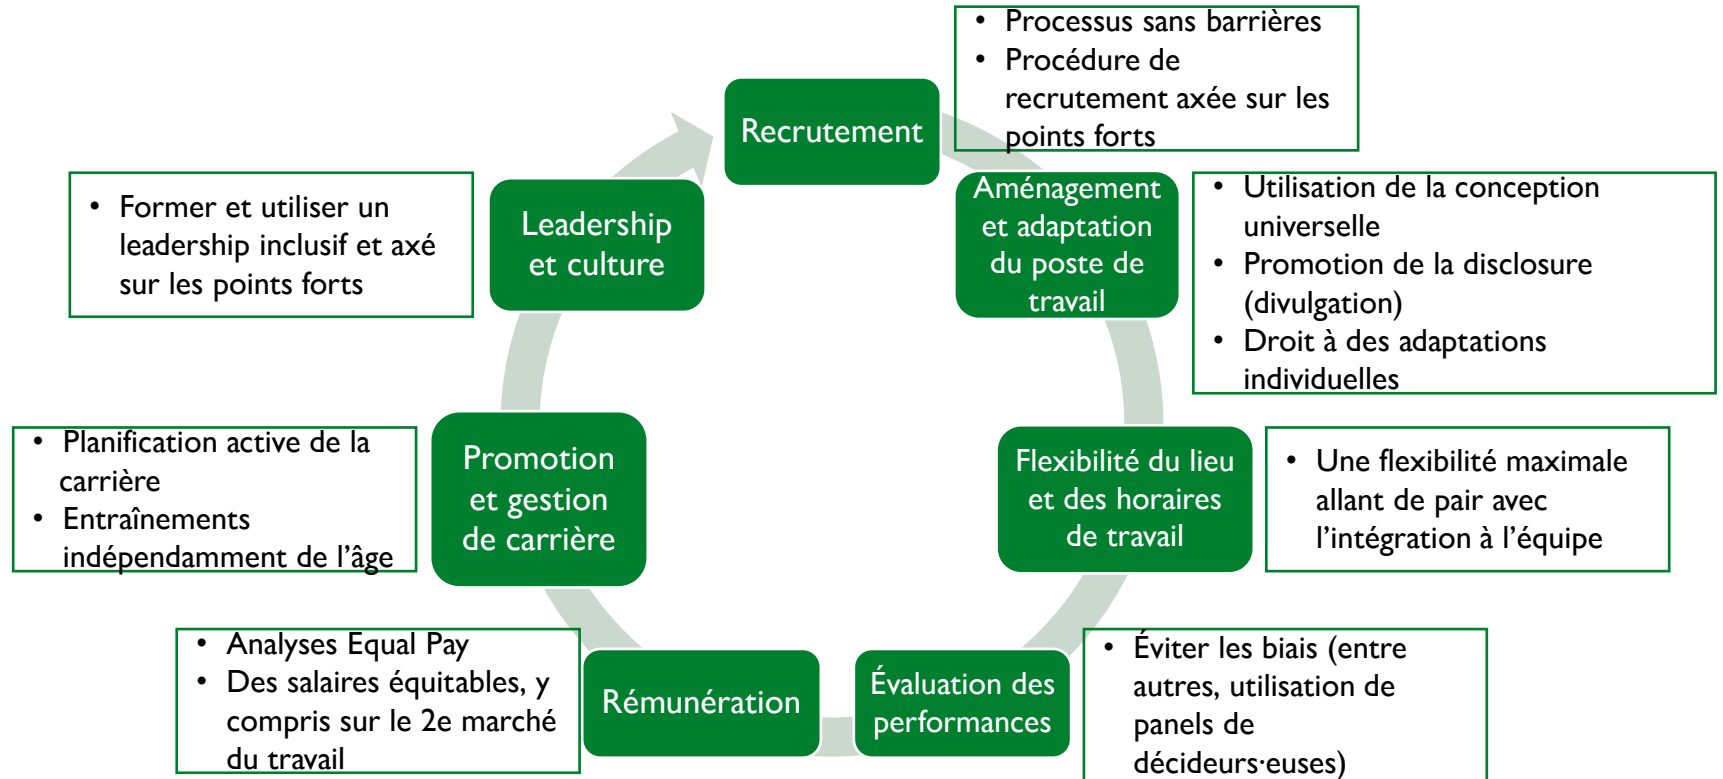 Recrutement
• Processus sans barrières
• Procédure de
recrutement axée sur les
points forts
Aménagement
et adaptation
du poste de
travail
• Utilisation de la conception
universelle
• Promotion de la disclosure
(divulgation)
• Droit à des adaptations
individuelles
Flexibilité du lieu
et des horaires
de travail
• Une flexibilité maximale
allant de pair avec
l’intégration à l’équipe
Évaluation des
performances
• Éviter les biais (entre
autres, utilisation de
panels de
décideurs·euses)
Rémunération
• Analyses Equal Pay
• Des salaires équitables, y
compris sur le 2e marché
du travail
Promotion
et gestion
de carrière
• Planification active de la
carrière
• Entraînements
indépendamment de l’âge
Leadership
et culture
• Former et utiliser un
leadership inclusif et axé
sur les points forts